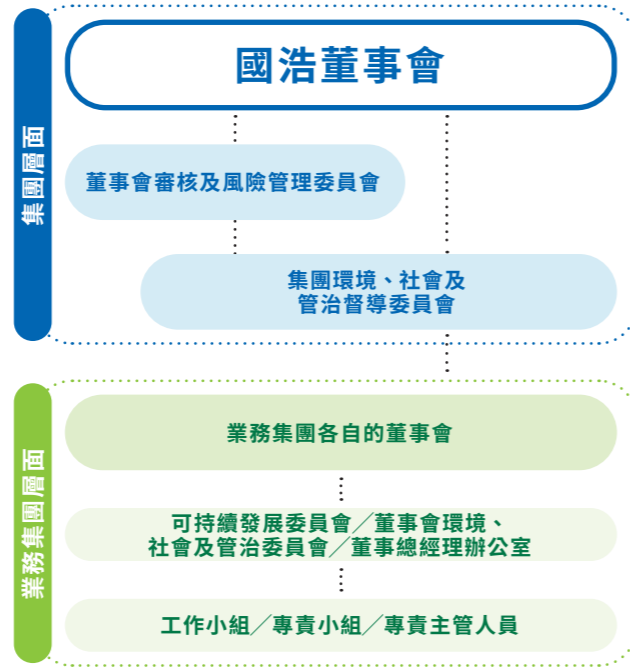 集團層面
國浩董事會
董事會審核及風險管理委員會
集團環境、社會及
管治督導委員會
業務集團層面
業務集團各自的董事會
可持續發展委員會╱董事會環境、
社會及管治委員會╱董事總經理辦公室
工作小組╱專責小組╱專責主管人員